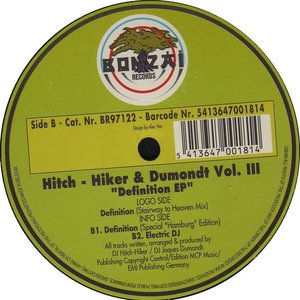 BONZAI
RECORDS
Design by Alex Van
Side B - Cat. Nr. BR97122 - Barcode Nr. 5413647001814
5 413647 001814
Hitch - Hiker & Dumondt Vol. III
"Definition EP"
LOGO SIDE
Definition (Stairway to Heaven Mix)
INFO SIDE
B1. Definition (Special "Hamburg" Edition)
B2. Electric DJ
All tracks written, arranged & produced by
DJ Hitch-Hiker / DJ Jaques Dumondt.
Publishing Copyright Control/Edition MCP Music/
EMI Publishing Germany.